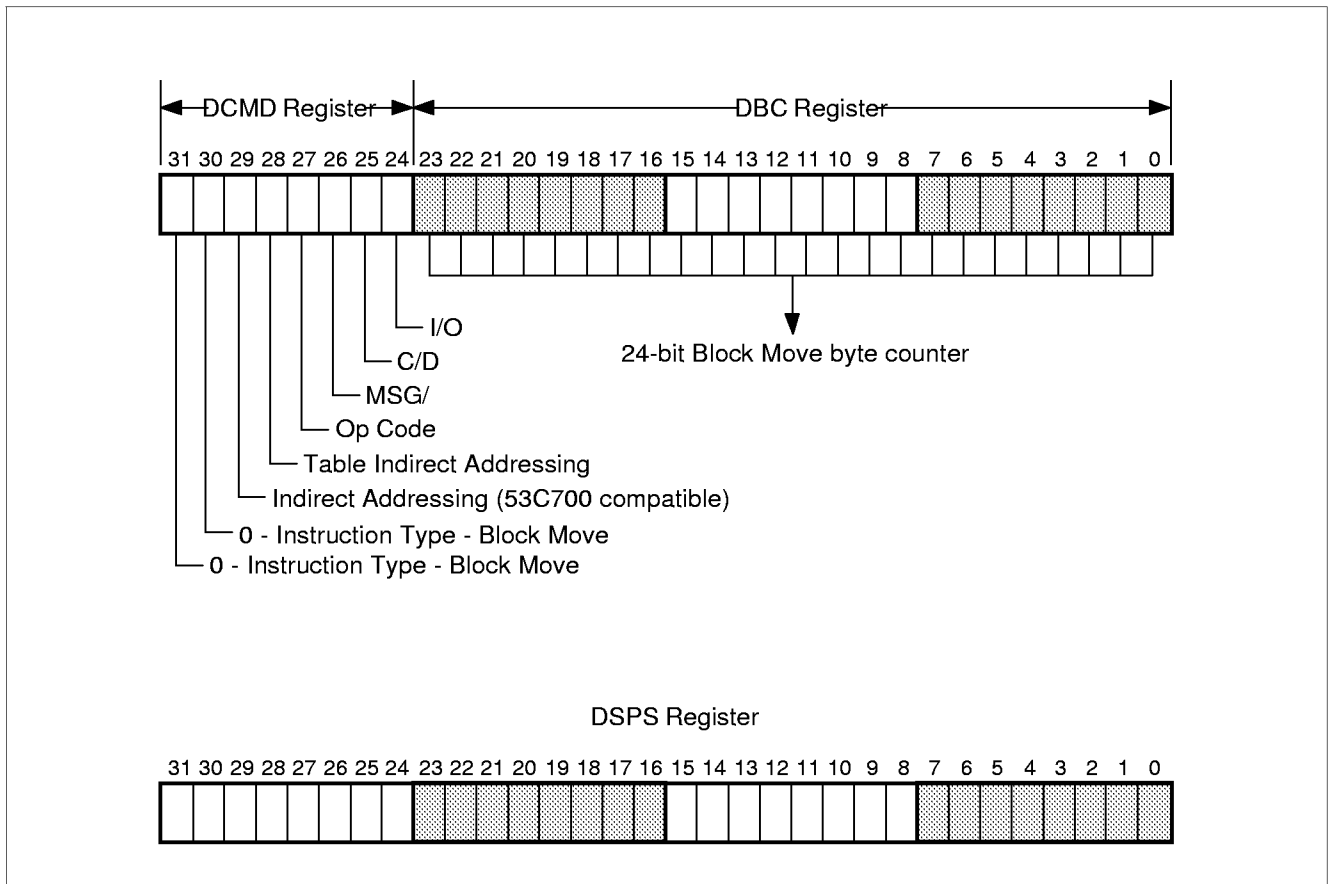 DCMD Register DBC Register
31 30 29 28 27 26 25 24 23 22 21 20 19 18 17 16 15 14 13 12 11 10 9 8 7 6 5 4 3 2 1 0
I/O
24-bit Block Move byte counter
C/D
MSG/
Op Code
Table Indirect Addressing
Indirect Addressing (53C700 compatible)
0 - Instruction Type - Block Move
0 - Instruction Type - Block Move
DSPS Register
31 30 29 28 27 26 25 24 23 22 21 20 19 18 17 16 15 14 13 12 11 10 9 8 7 6 5 4 3 2 1 0